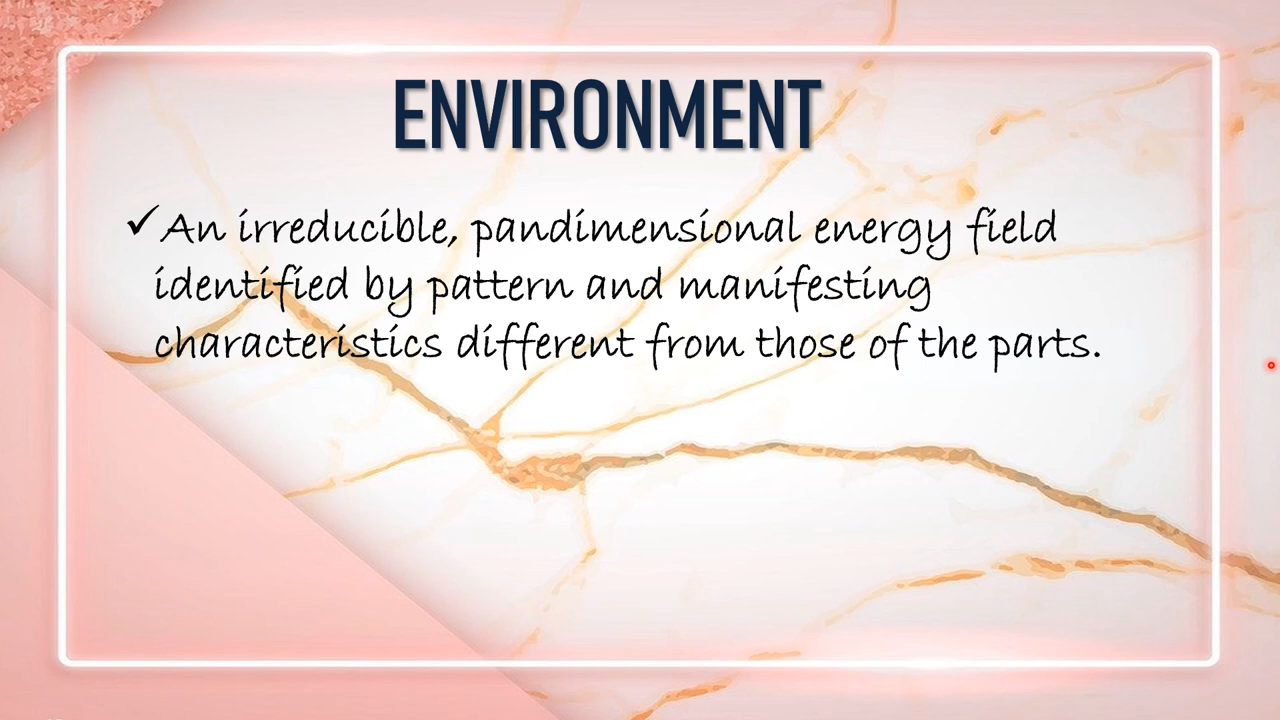 ENVIRONMENT
✓An irreducible, pandimensional energy field
identified by pattern and manifesting
characteristics different from those of the parts.